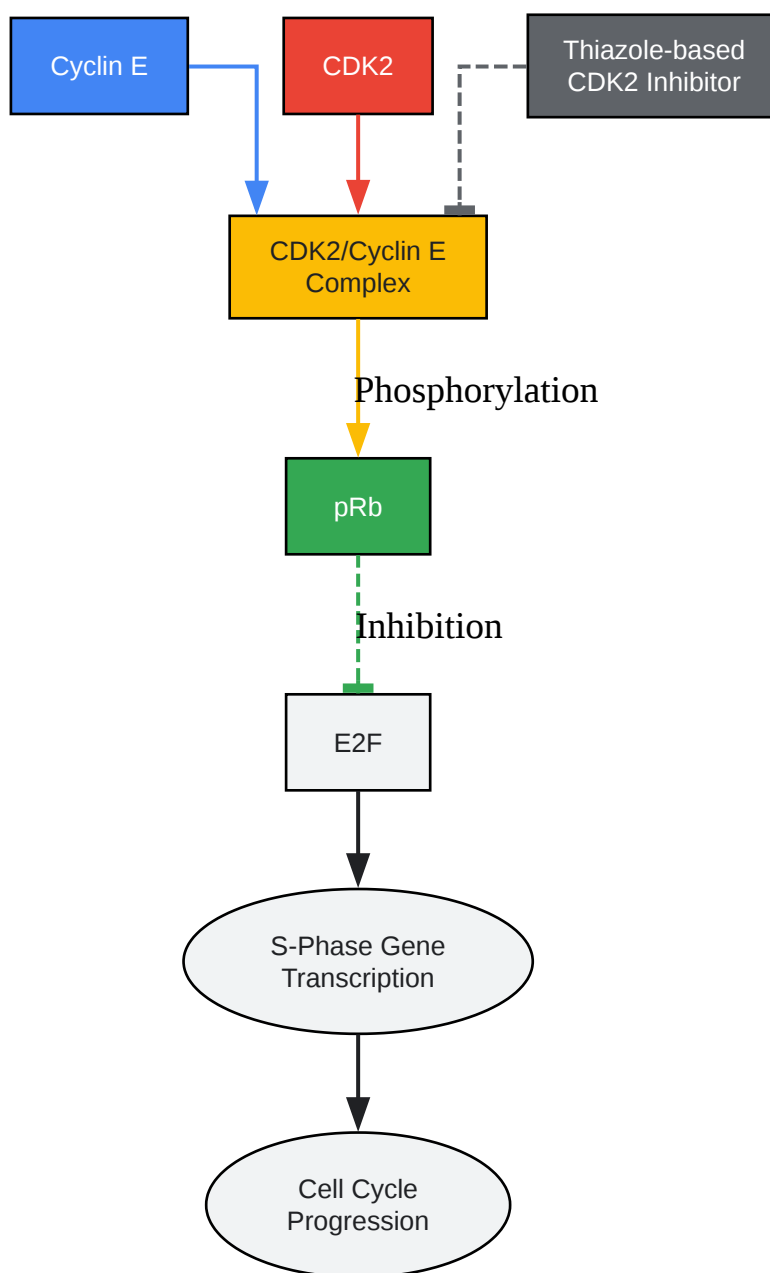 Cyclin E
CDK2
Thiazole-based
CDK2 Inhibitor
CDK2/Cyclin E
Complex
Phosphorylation
pRb
Inhibition
E2F
S-Phase Gene
Transcription
Cell Cycle
Progression